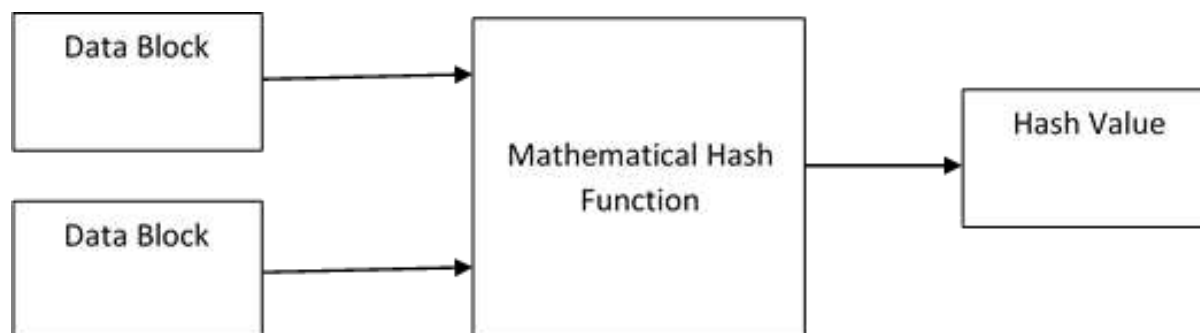 Data Block
Mathematical Hash
Function
Hash Value
Data Block